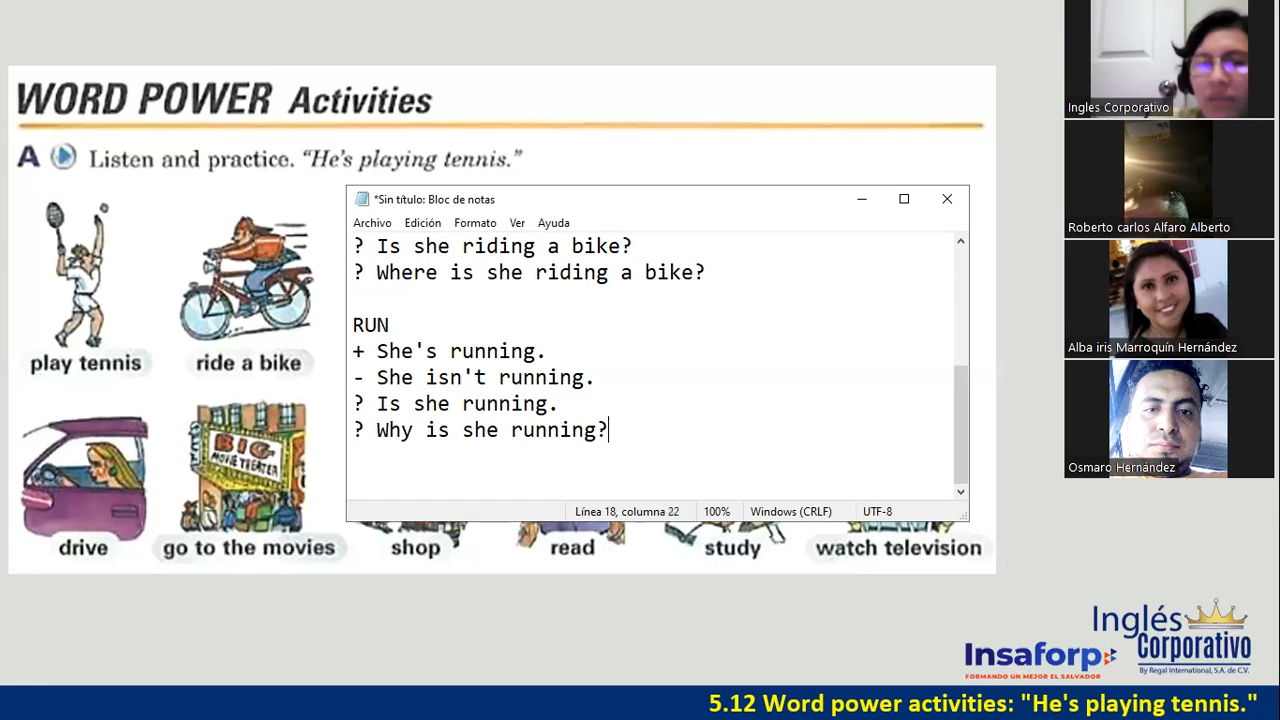 WORD POWER Activities
A Listen and practice. "He's playing tennis."
play tennis
ride a bike
drive
BIG
MOVIE THEATER
go to the movies
shop
read
study
watch television
*Sin título: Bloc de notas
Archivo Edición Formato Ver Ayuda
? Is she riding a bike?
? Where is she riding a bike?
RUN
+ She's running.
- She isn't running.
? Is she running.
? Why is she running?
Línea 18, columna 22 100% Windows (CRLF) UTF-8
Ingles Corporativo
Roberto carlos Alfaro Alberto
Alba iris Marroquín Hernández
Osmaro Hernández
Insaforp
FORMANDO UN MEJOR EL SALVADOR
Inglés
Corporativo
By Regal International, S.A. de C.V.
5.12 Word power activities: "He's playing tennis."